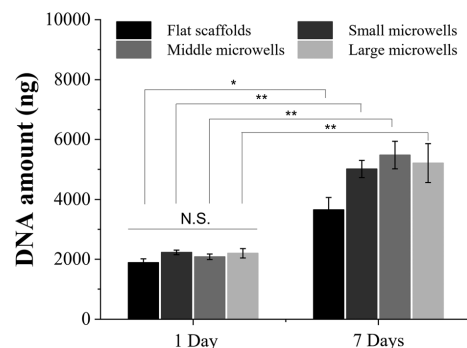 10000
8000
6000
4000
2000
0
DNA amount (ng)
Flat scaffolds
Small microwells
Middle microwells
Large microwells
*
**
**
**
N.S.
1 Day
7 Days